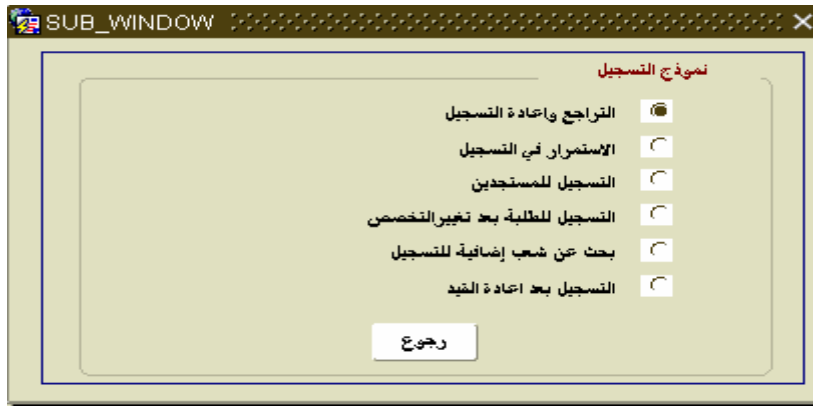 SUB_WINDOW
نموذج التسجيل
التراجع واعادة التسجيل
الاستمرار في التسجيل
التسجيل للمستجدين
التسجيل للطلبة بعد تغييرالتخصص
بحث عن شعب إضافية للتسجيل
التسجيل بعد اعادة القيد
رجوع